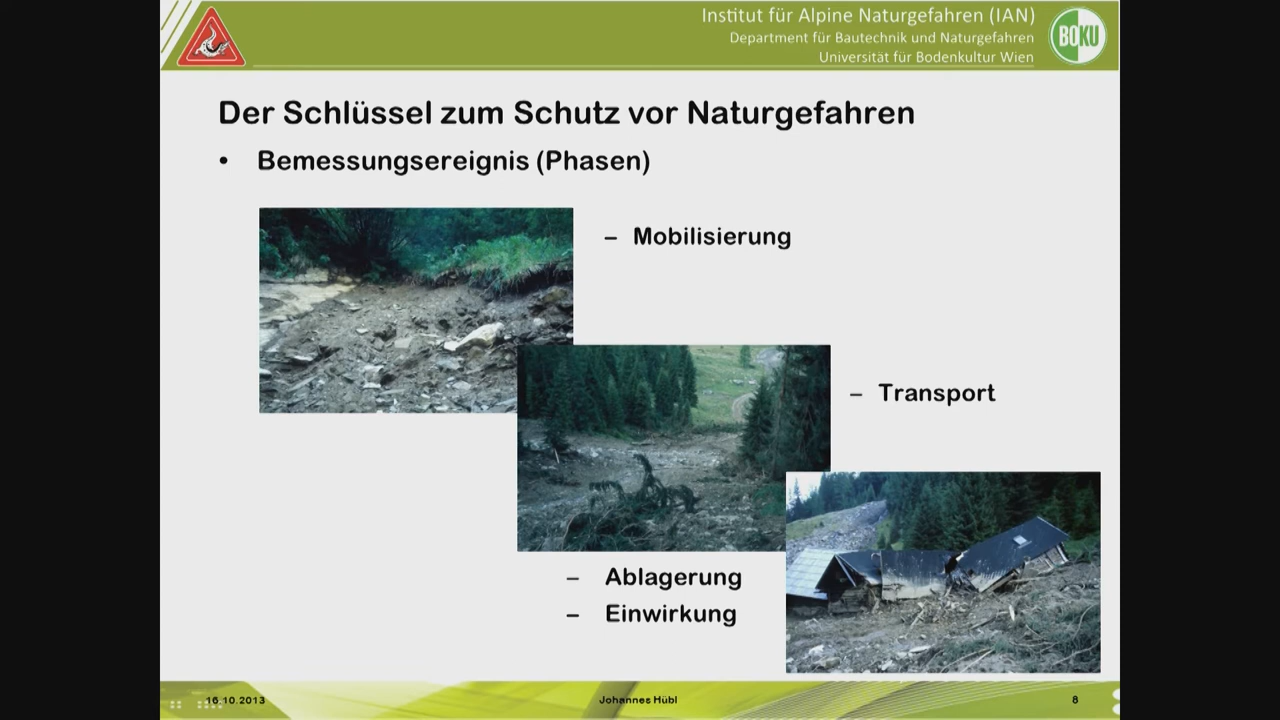 Institut für Alpine Naturgefahren (IAN)
Department für Bautechnik und Naturgefahren
Universität für Bodenkultur Wien
BOKU
Der Schlüssel zum Schutz vor Naturgefahren
• Bemessungsereignis (Phasen)
– Mobilisierung
– Transport
– Ablagerung
– Einwirkung
16.10.2013
Johannes Hübl
8